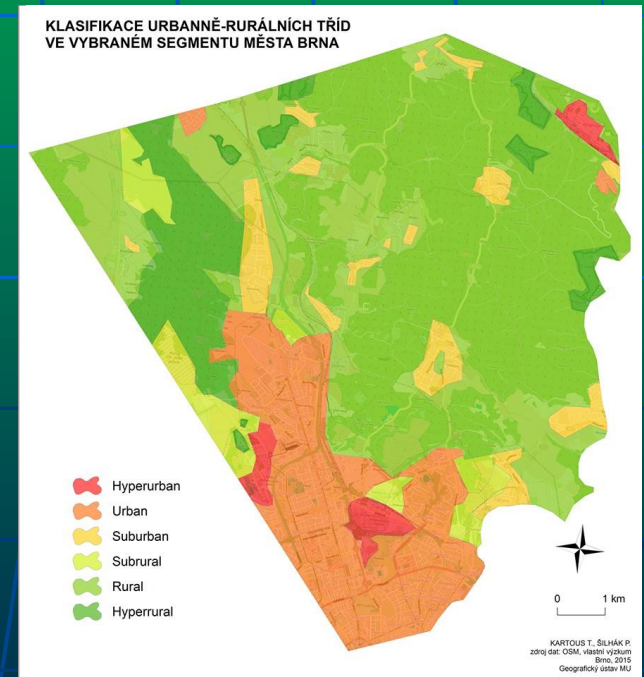 KLASIFIKACE URBANNĚ-RURÁLNÍCH TŘÍD
VE VYBRANÉM SEGMENTU MĚSTA BRNA
Hyperurban
Urban
Suburban
Subrural
Rural
Hyperrural
0 1 km
KARTOUS T., ŠILHÁK P.
zdroj dat: OSM, vlastní výzkum
Brno, 2015
Geografický ústav MU